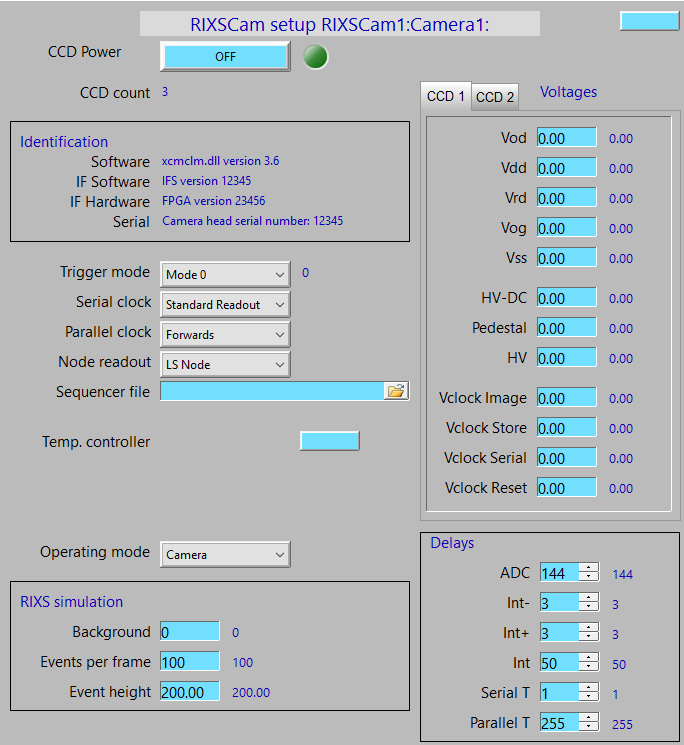 RIXSCam setup RIXSCam1:Camera1:
CCD Power OFF
CCD count 3
Identification
Software xcmclm.dll version 3.6
IF Software IFS version 12345
IF Hardware FPGA version 23456
Serial Camera head serial number: 12345
Trigger mode Mode 0 0
Serial clock Standard Readout
Parallel clock Forwards
Node readout LS Node
Sequencer file
Temp. controller
Operating mode Camera
RIXS simulation
Background 0 0
Events per frame 100 100
Event height 200.00 200.00
CCD 1 CCD 2 Voltages
Vod 0.00 0.00
Vdd 0.00 0.00
Vrd 0.00 0.00
Vog 0.00 0.00
Vss 0.00 0.00
HV-DC 0.00 0.00
Pedestal 0.00 0.00
HV 0.00 0.00
Vclock Image 0.00 0.00
Vclock Store 0.00 0.00
Vclock Serial 0.00 0.00
Vclock Reset 0.00 0.00
Delays
ADC 144 144
Int- 3 3
Int+ 3 3
Int 50 50
Serial T 1 1
Parallel T 255 255